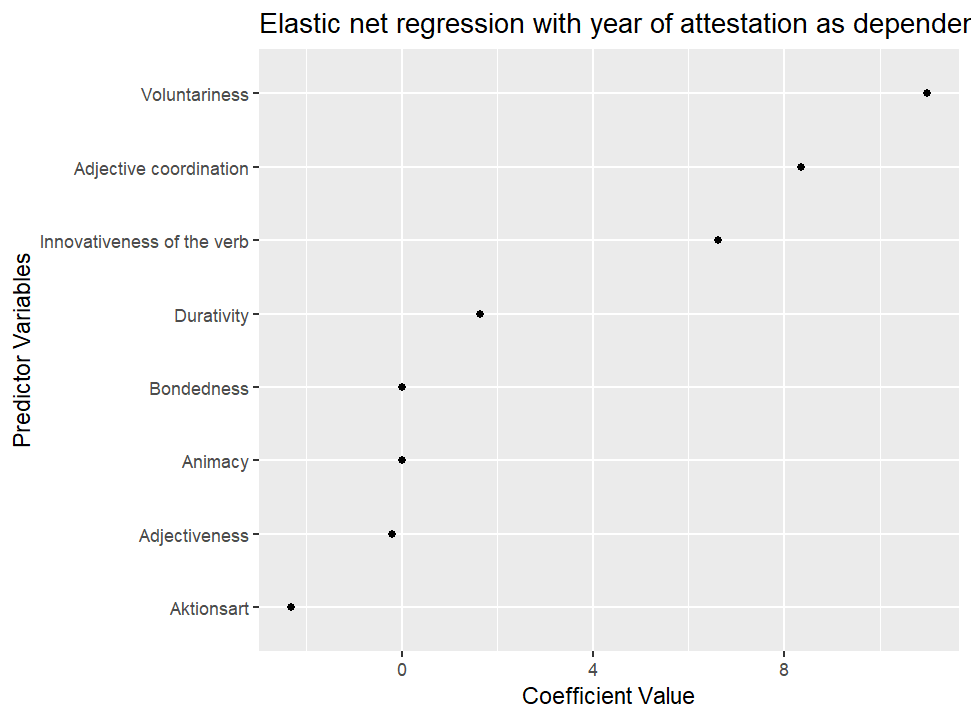 Elastic net regression with year of attestation as
Voluntariness
Adjective coordination
Innovativeness of the verb
Durativity
Bondedness
Animacy
Adjectiveness
Aktionsart
Predictor Variables
0 4 8
Coefficient Value